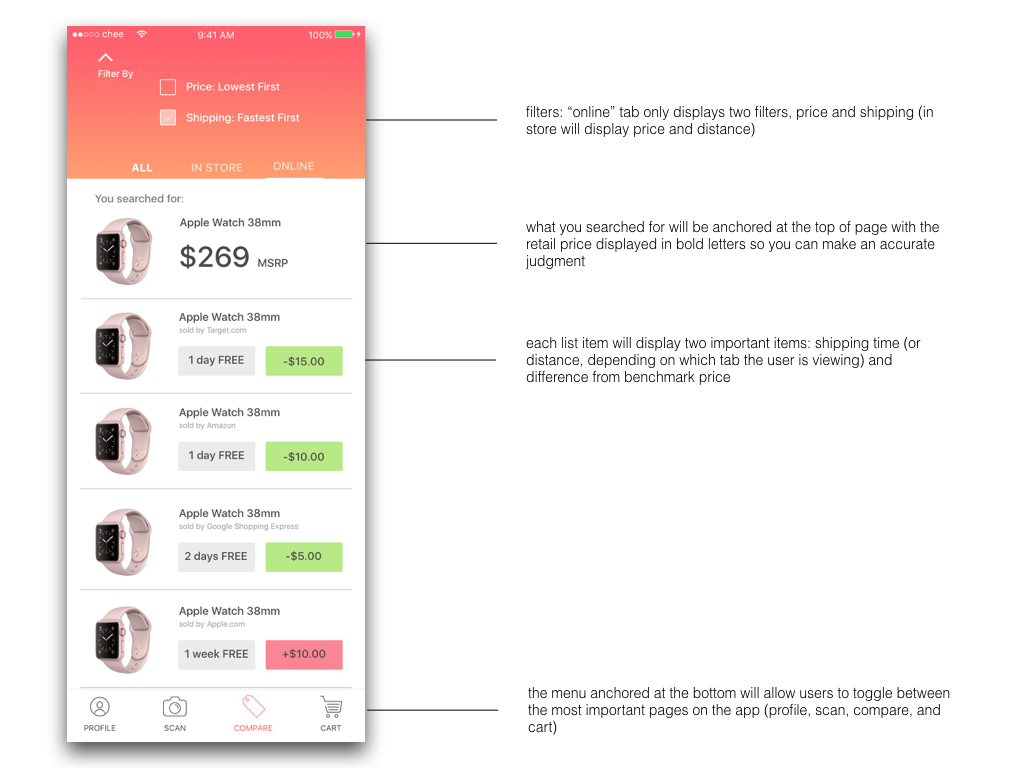 chee 9:41 AM 100%
Filter By
Price: Lowest First
Shipping: Fastest First
ALL IN STORE ONLINE
You searched for:
Apple Watch 38mm
$269 MSRP
Apple Watch 38mm
sold by Target.com
1 day FREE -$15.00
Apple Watch 38mm
sold by Amazon
1 day FREE -$10.00
Apple Watch 38mm
sold by Google Shopping Express
2 days FREE -$5.00
Apple Watch 38mm
sold by Apple.com
1 week FREE +$10.00
PROFILE SCAN COMPARE CART
filters: “online” tab only displays two filters, price and shipping (in
store will display price and distance)
what you searched for will be anchored at the top of page with the
retail price displayed in bold letters so you can make an accurate
judgment
each list item will display two important items: shipping time (or
distance, depending on which tab the user is viewing) and
difference from benchmark price
the menu anchored at the bottom will allow users to toggle between
the most important pages on the app (profile, scan, compare, and
cart)